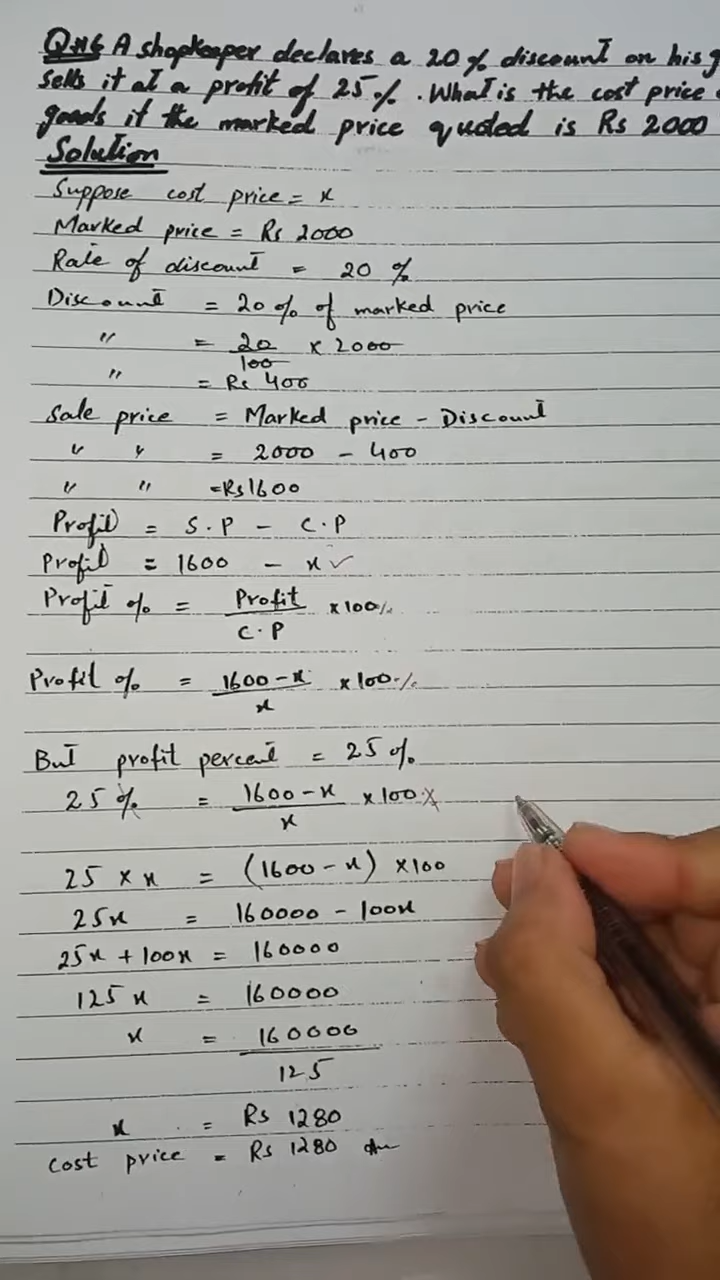 Q.No6 A shopkeeper declares a 20% discount on his
sells it at a profit of 25%. What is the cost price
goods if the marked price quoted is Rs 2000
Solution
Suppose cost price = x
Marked price = Rs 2000
Rate of discount = 20 %
Discount = 20% of marked price
" = 20/100 x 2000
" = Rs 400
Sale price = Marked price - Discount
" " = 2000 - 400
" " = Rs 1600
Profit = S.P - C.P
Profit = 1600 - x ✓
Profit % = Profit/C.P x 100%
Profit % = 1600-x/x x 100%
But profit percent = 25%
25% = 1600-x/x x 100%
25 x x = (1600-x) x 100
25x = 160000 - 100x
25x + 100x = 160000
125x = 160000
x = 160000/125
x = Rs 1280
cost price = Rs 1280